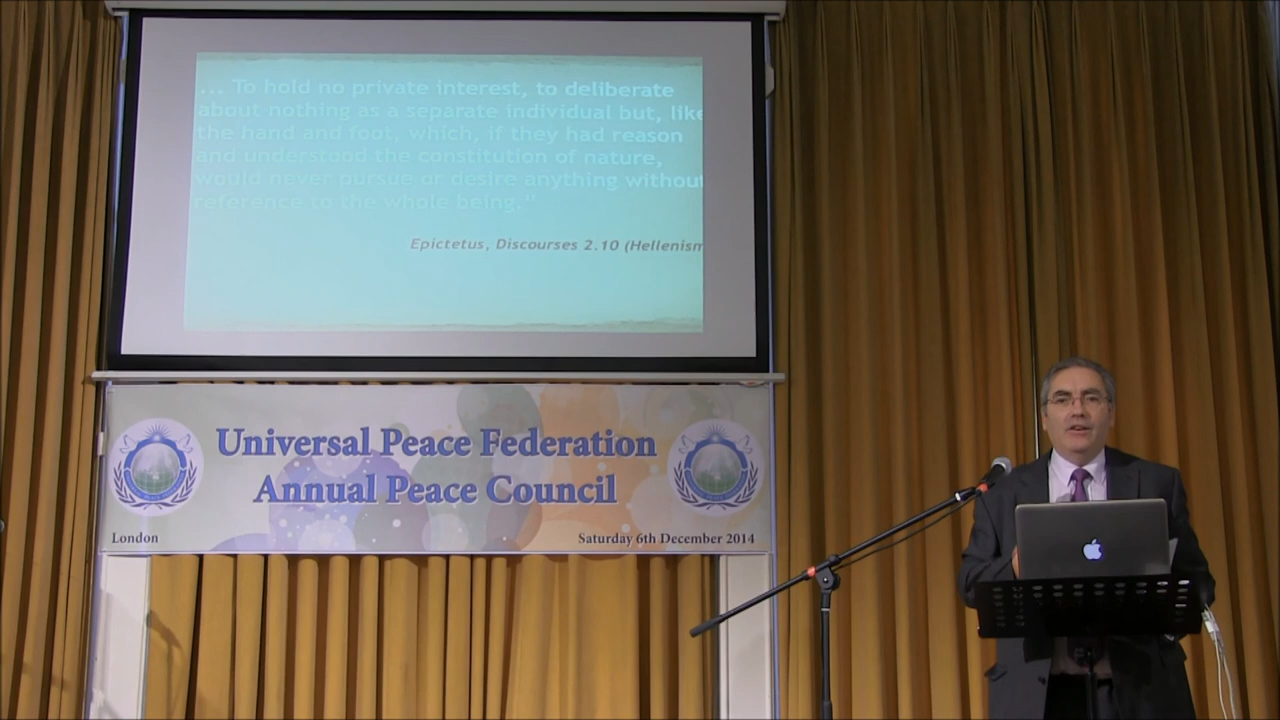 ... To hold no private interest, to deliberate
about nothing as a separate individual but, like
the hand and foot, which, if they had reason
and understood the constitution of nature,
would never pursue or desire anything without
reference to the whole being."
Epictetus, Discourses 2.10 (Hellenism
Universal Peace Federation
Annual Peace Council
London
Saturday 6th December 2014